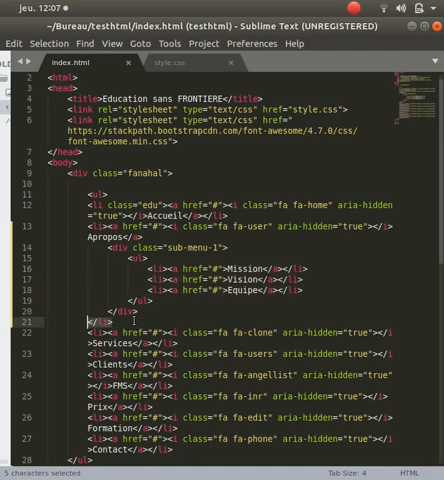 jeu. 12:07
~/Bureau/testhtml/index.html (testhtml) - Sublime Text (UNREGISTERED)
Edit Selection Find View Goto Tools Project Preferences Help
index.html × style.css ×
2 <html>
3 <head>
4 <title>Education sans FRONTIERE</title>
5 <link rel="stylesheet" type="text/css" href="style.css">
6 <link rel="stylesheet" type="text/css" href="
https://stackpath.bootstrapcdn.com/font-awesome/4.7.0/css/
font-awesome.min.css">
7 </head>
8 <body>
9 <div class="fanahal">
10
11 <ul>
12 <li class="edu"><a href="#"><i class="fa fa-home" aria-hidden
="true"></i>Accueil</a></li>
13 <li><a href="#"><i class="fa fa-user" aria-hidden="true"></i>
Apropos</a>
14 <div class="sub-menu-1">
15 <ul>
16 <li><a href="#">Mission</a></li>
17 <li><a href="#">Vision</a></li>
18 <li><a href="#">Equipe</a></li>
19 </ul>
20 </div>
21 </li>
22 <li><a href="#"><i class="fa fa-clone" aria-hidden="true"></i
>Services</a></li>
23 <li><a href="#"><i class="fa fa-users" aria-hidden="true"></i
>Clients</a></li>
24 <li><a href="#"><i class="fa fa-angellist" aria-hidden="true"
></i>FMS</a></li>
25 <li><a href="#"><i class="fa fa-inr" aria-hidden="true"></i>
Prix</a></li>
26 <li><a href="#"><i class="fa fa-edit" aria-hidden="true"></i>
Formation</a></li>
27 <li><a href="#"><i class="fa fa-phone" aria-hidden="true"></i
>Contact</a></li>
28 </ul>
5 characters selected Tab Size: 4 HTML